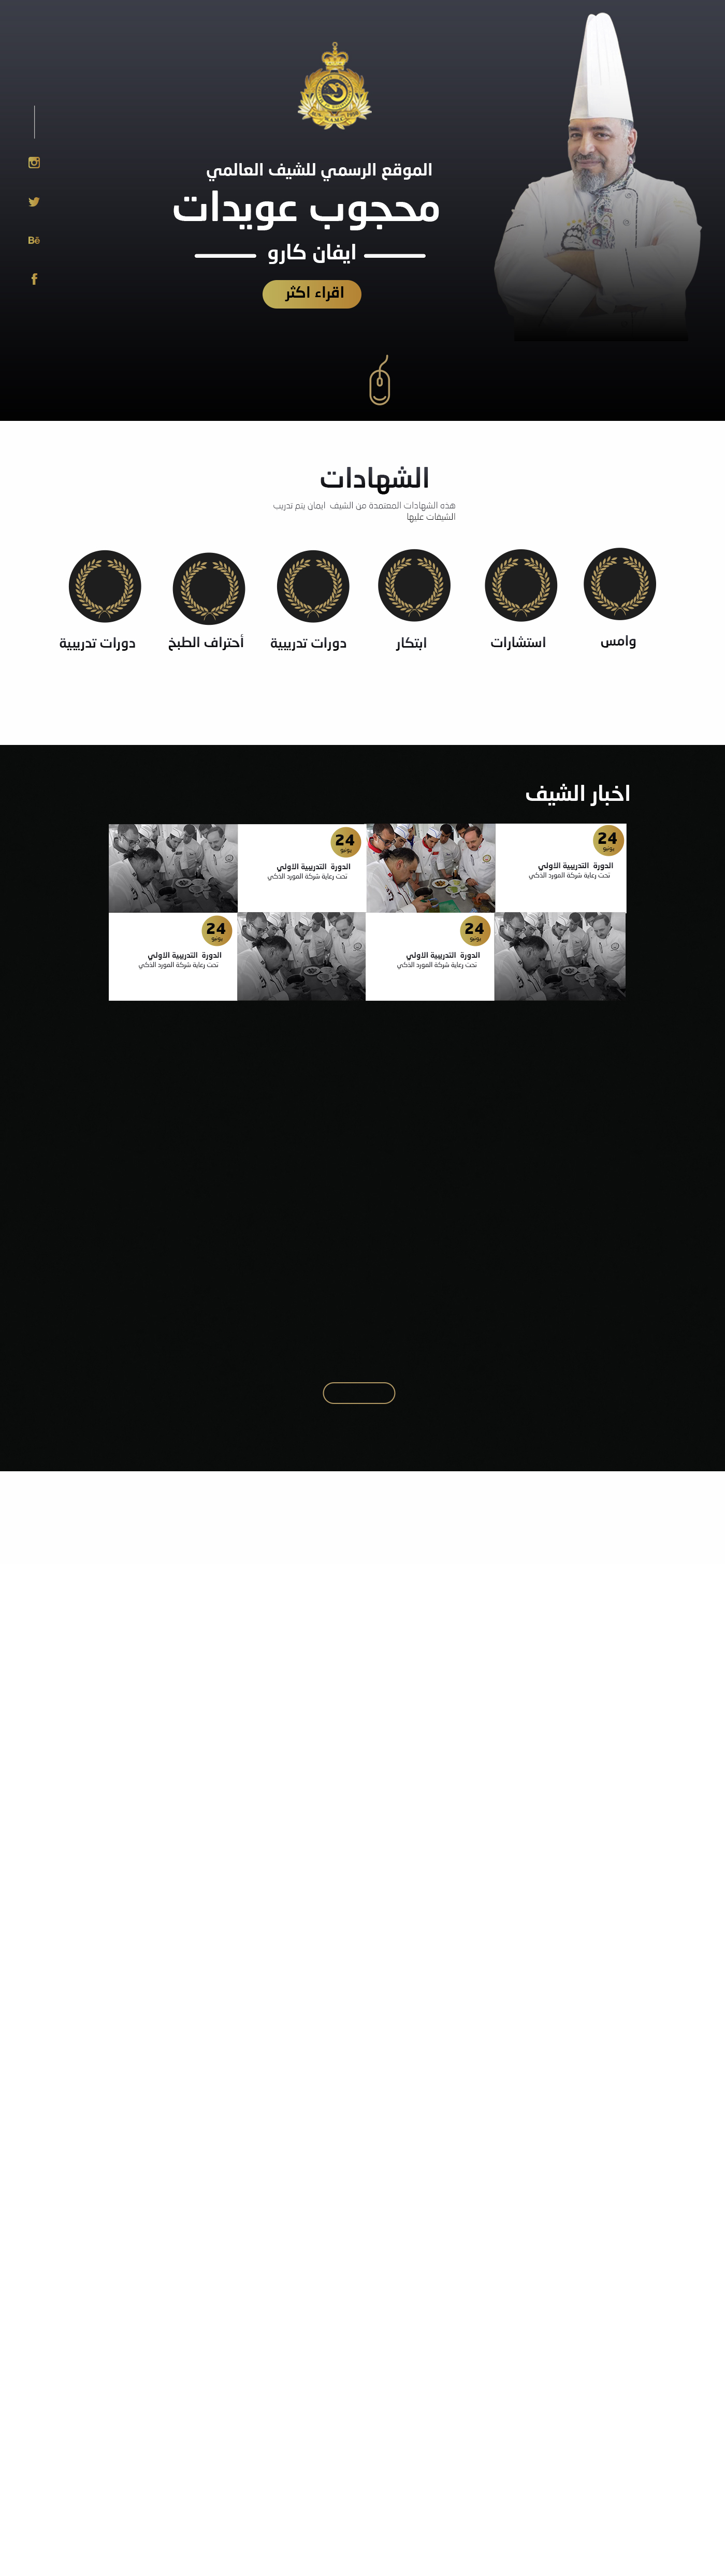 الموقع الرسمي للشيف العالمي
محجوب عويدات
ايفان كارو
اقراء اكثر
Bē
الشهادات
هذه الشهادات المعتمدة من الشيف ايمان يتم تدريب
الشيفات عليها
وامس
استشارات
ابتكار
دورات تدريبية
أحتراف الطبخ
دورات تدريبية
اخبار الشيف
24
يونيو
الدورة التدريبية الاولي
تحت رعاية شركة المورد الذكي
24
يونيو
الدورة التدريبية الاولي
تحت رعاية شركة المورد الذكي
24
يونيو
الدورة التدريبية الاولي
تحت رعاية شركة المورد الذكي
24
يونيو
الدورة التدريبية الاولي
تحت رعاية شركة المورد الذكي